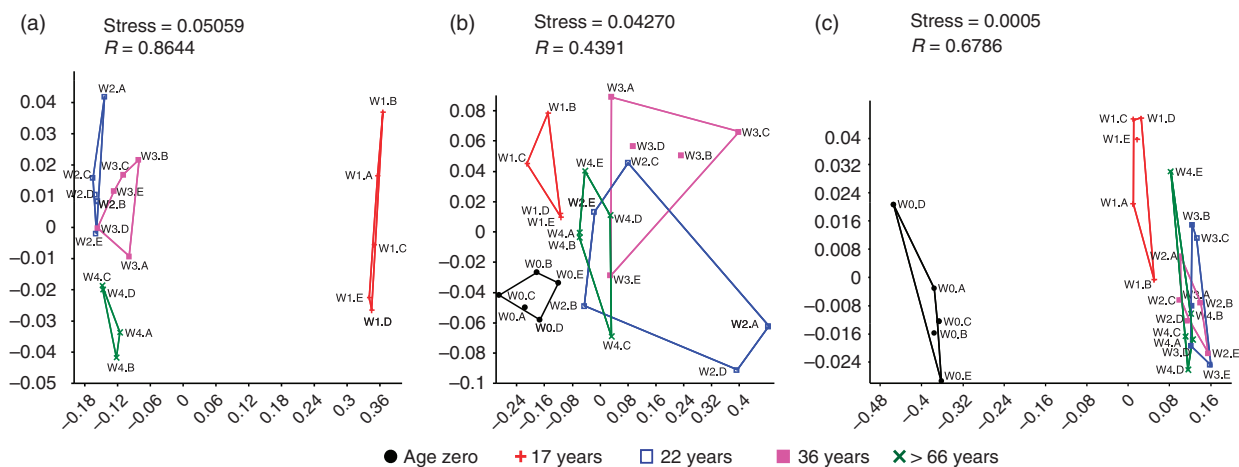 (a)
Stress = 0.05059
R = 0.8644
0.04
0.03
0.02
0.01
0
−0.01
−0.02
−0.03
−0.04
−0.05
−0.18
−0.12
−0.06
0
0.06
0.12
0.18
0.24
0.3
0.36
W2.A
W2.C
W2.D
W2.B
W2.E
W3.B
W3.C
W3.E
W3.D
W3.A
W4.C
W4.D
W4.A
W4.B
W1.B
W1.A
W1.C
W1.E
W1.D
(b)
Stress = 0.04270
R = 0.4391
0.08
0.06
0.04
0.02
0
−0.02
−0.04
−0.06
−0.08
−0.1
−0.24
−0.16
−0.08
0
0.08
0.16
0.24
0.32
0.4
W3.A
W1.B
W3.C
W3.D
W3.B
W1.C
W4.E
W2.C
W1.D
W2.E
W1.E
W4.D
W4.A
W4.B
W0.B
W0.E
W3.E
W0.C
W0.A
W2.B
W0.D
W2.A
W4.C
W2.D
(c)
Stress = 0.0005
R = 0.6786
0.04
0.032
0.024
0.016
0.008
0
−0.008
−0.016
−0.024
−0.48
−0.4
−0.32
−0.24
−0.16
−0.08
0
0.08
0.16
W1.C
W1.D
W1.E
W4.E
W1.A
W0.D
W3.B
W3.C
W2.A
W1.B
W0.A
W3.A
W2.C
W2.B
W4.B
W2.D
W0.C
W0.B
W4.C
W4.A
W3.D
W2.E
W4.D
W3.E
W0.E
Age zero
17 years
22 years
36 years
> 66 years